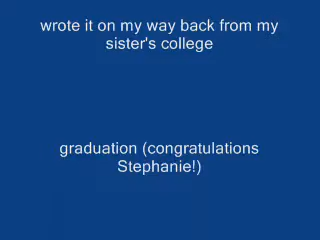 wrote it on my way back from my
sister's college
graduation (congratulations
Stephanie!)